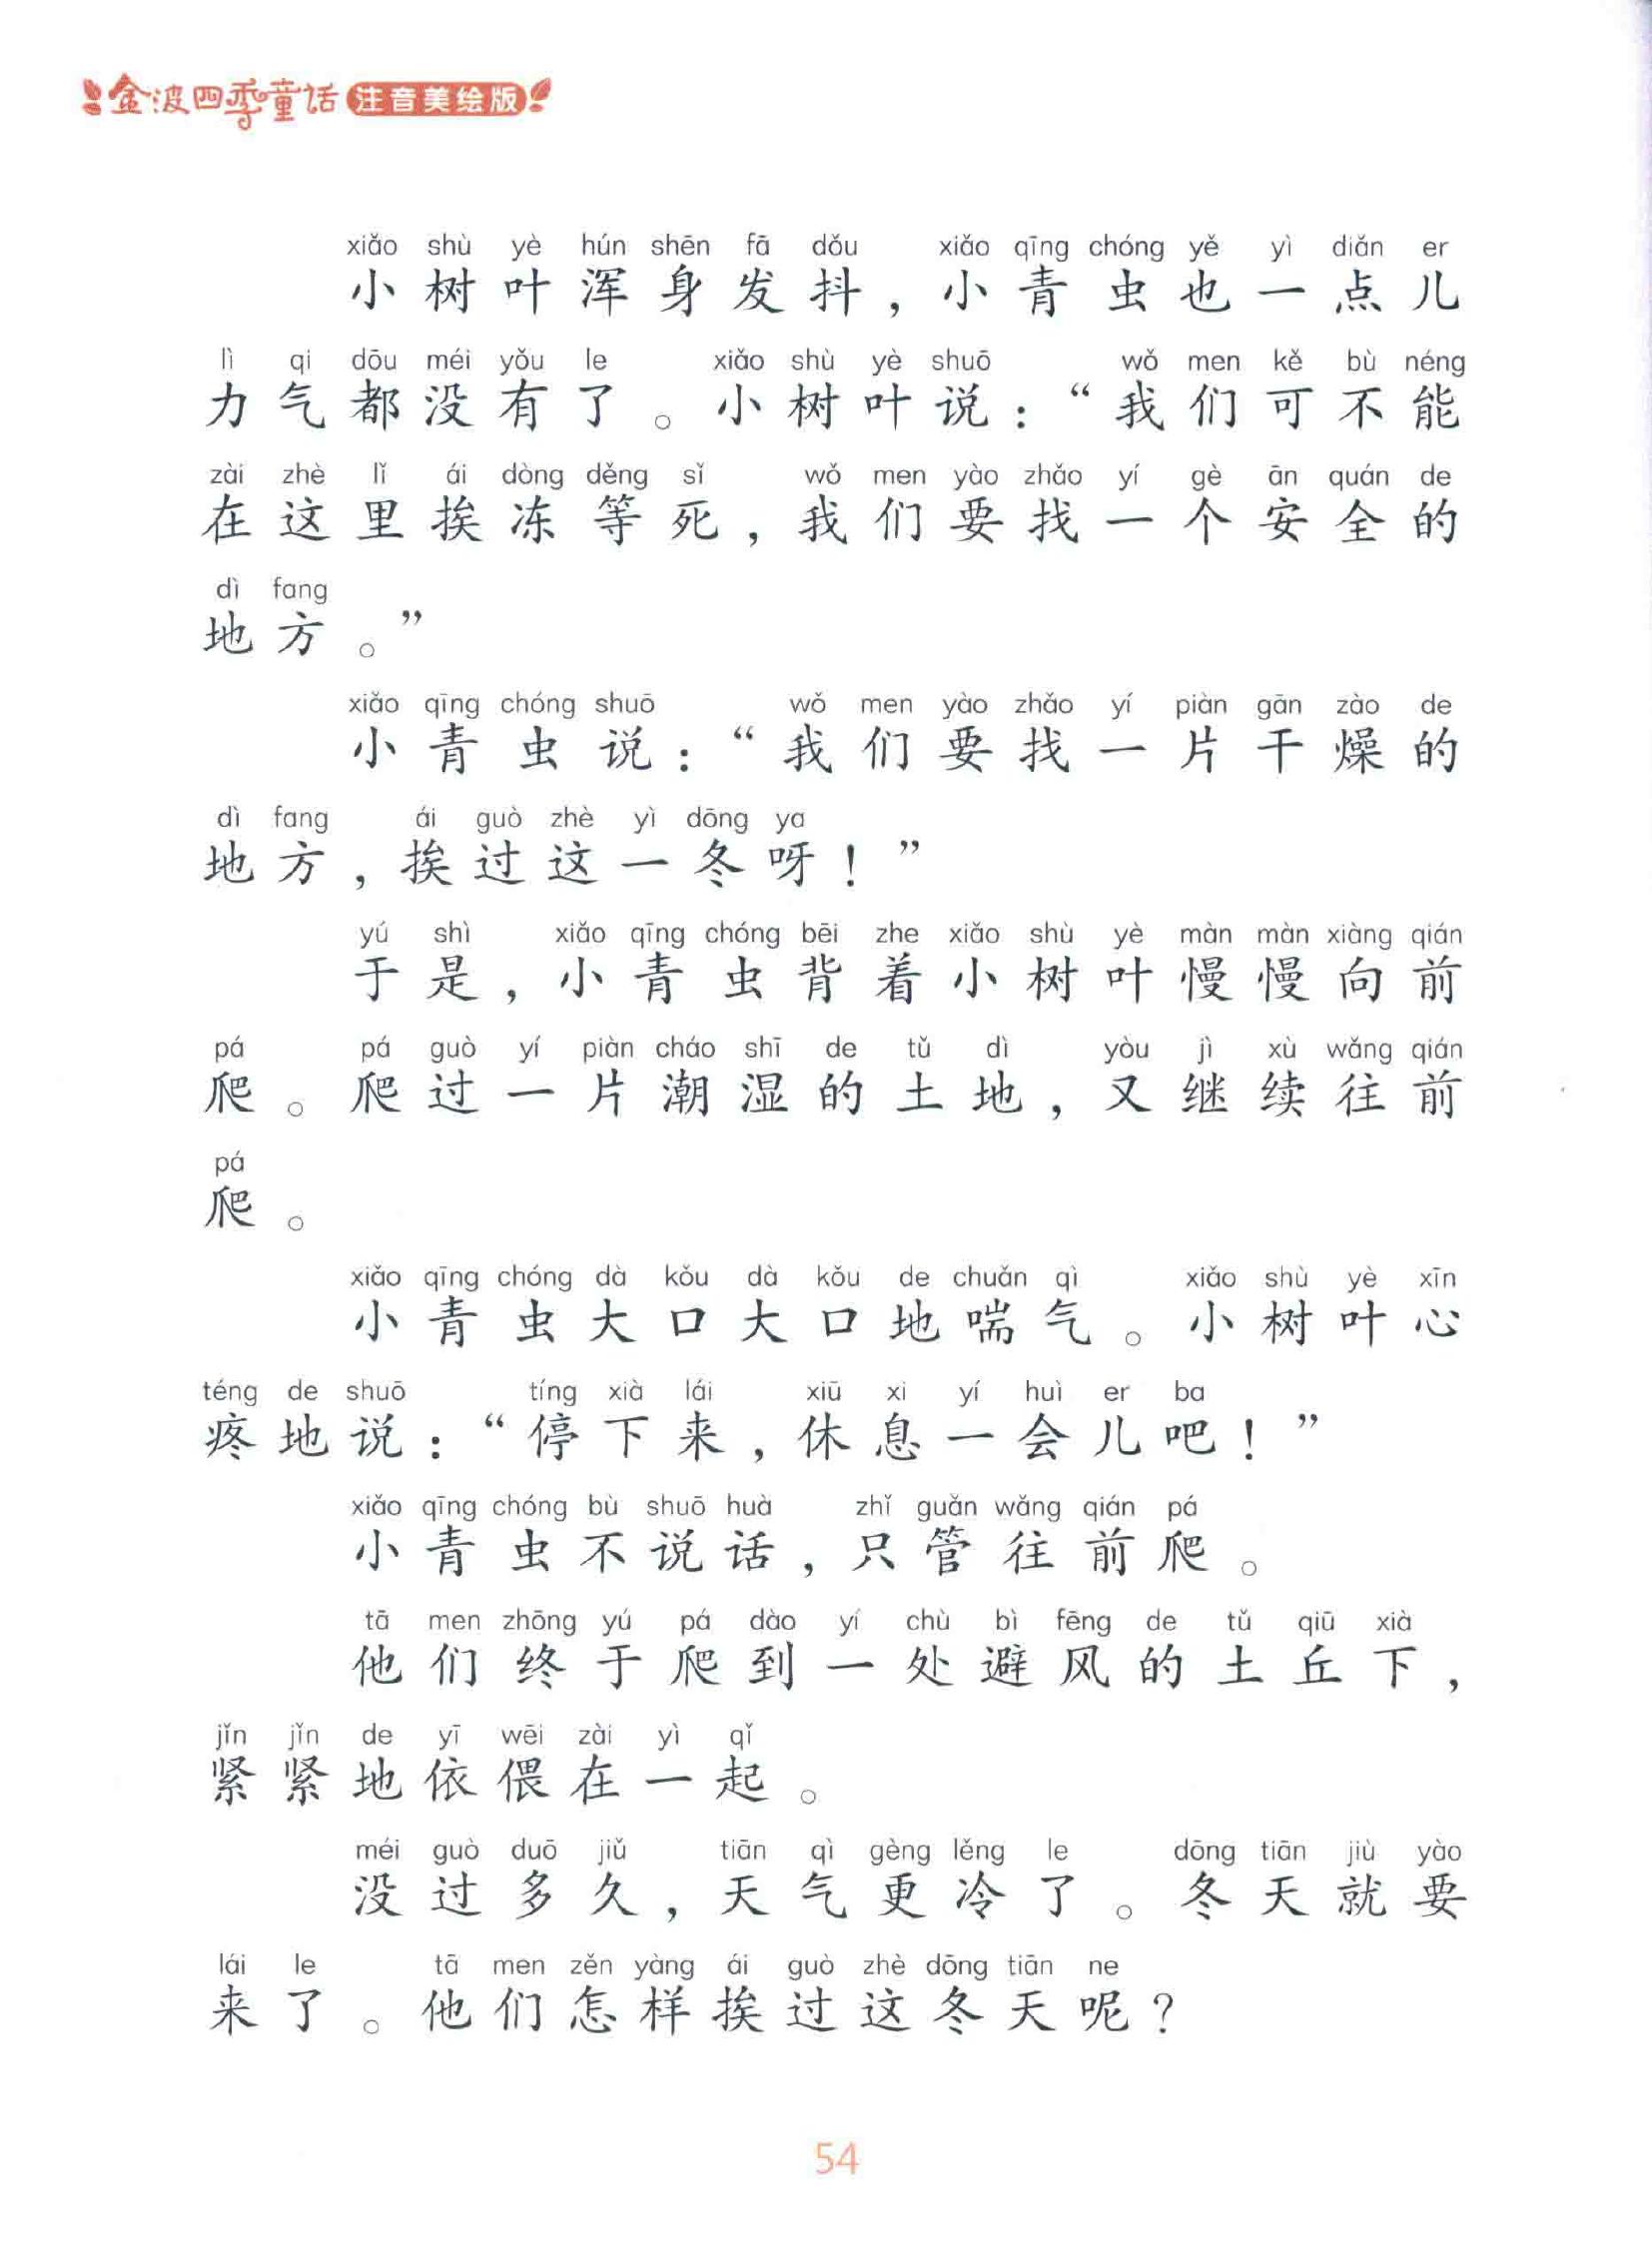 金波四季童话 注音美绘版
xiǎo shù yè hún shēn fā dǒu xiǎo qīng chóng yě yì diǎn er
小树叶浑身发抖，小青虫也一点儿
lì qi dōu méi yǒu le xiǎo shù yè shuō wǒ men kě bù néng
力气都没有了。小树叶说：“我们可不能
zài zhè lǐ ái dòng děng sǐ wǒ men yào zhǎo yí gè ān quán de
在这里挨冻等死，我们要找一个安全的
dì fang
地方。”
xiǎo qīng chóng shuō wǒ men yào zhǎo yí piàn gān zào de
小青虫说：“我们要找一片干燥的
dì fang ái guò zhè yì dōng ya
地方，挨过这一冬呀！”
yú shì xiǎo qīng chóng bēi zhe xiǎo shù yè màn màn xiàng qián
于是，小青虫背着小树叶慢慢向前
pá pá guò yí piàn cháo shī de tǔ dì yòu jì xù wǎng qián
爬。爬过一片潮湿的土地，又继续往前
pá
爬。
xiǎo qīng chóng dà kǒu dà kǒu de chuǎn qì xiǎo shù yè xīn
小青虫大口大口地喘气。小树叶心
téng de shuō tíng xià lái xiū xi yí huì er ba
疼地说：“停下来，休息一会儿吧！”
xiǎo qīng chóng bù shuō huà zhǐ guǎn wǎng qián pá
小青虫不说话，只管往前爬。
tā men zhōng yú pá dào yí chù bì fēng de tǔ qiū xià
他们终于爬到一处避风的土丘下，
jǐn jǐn de yī wēi zài yì qǐ
紧紧地依偎在一起。
méi guò duō jiǔ tiān qì gèng lěng le dōng tiān jiù yào
没过多久，天气更冷了。冬天就要
lái le tā men zěn yàng ái guò zhè dōng tiān ne
来了。他们怎样挨过这冬天呢？
54